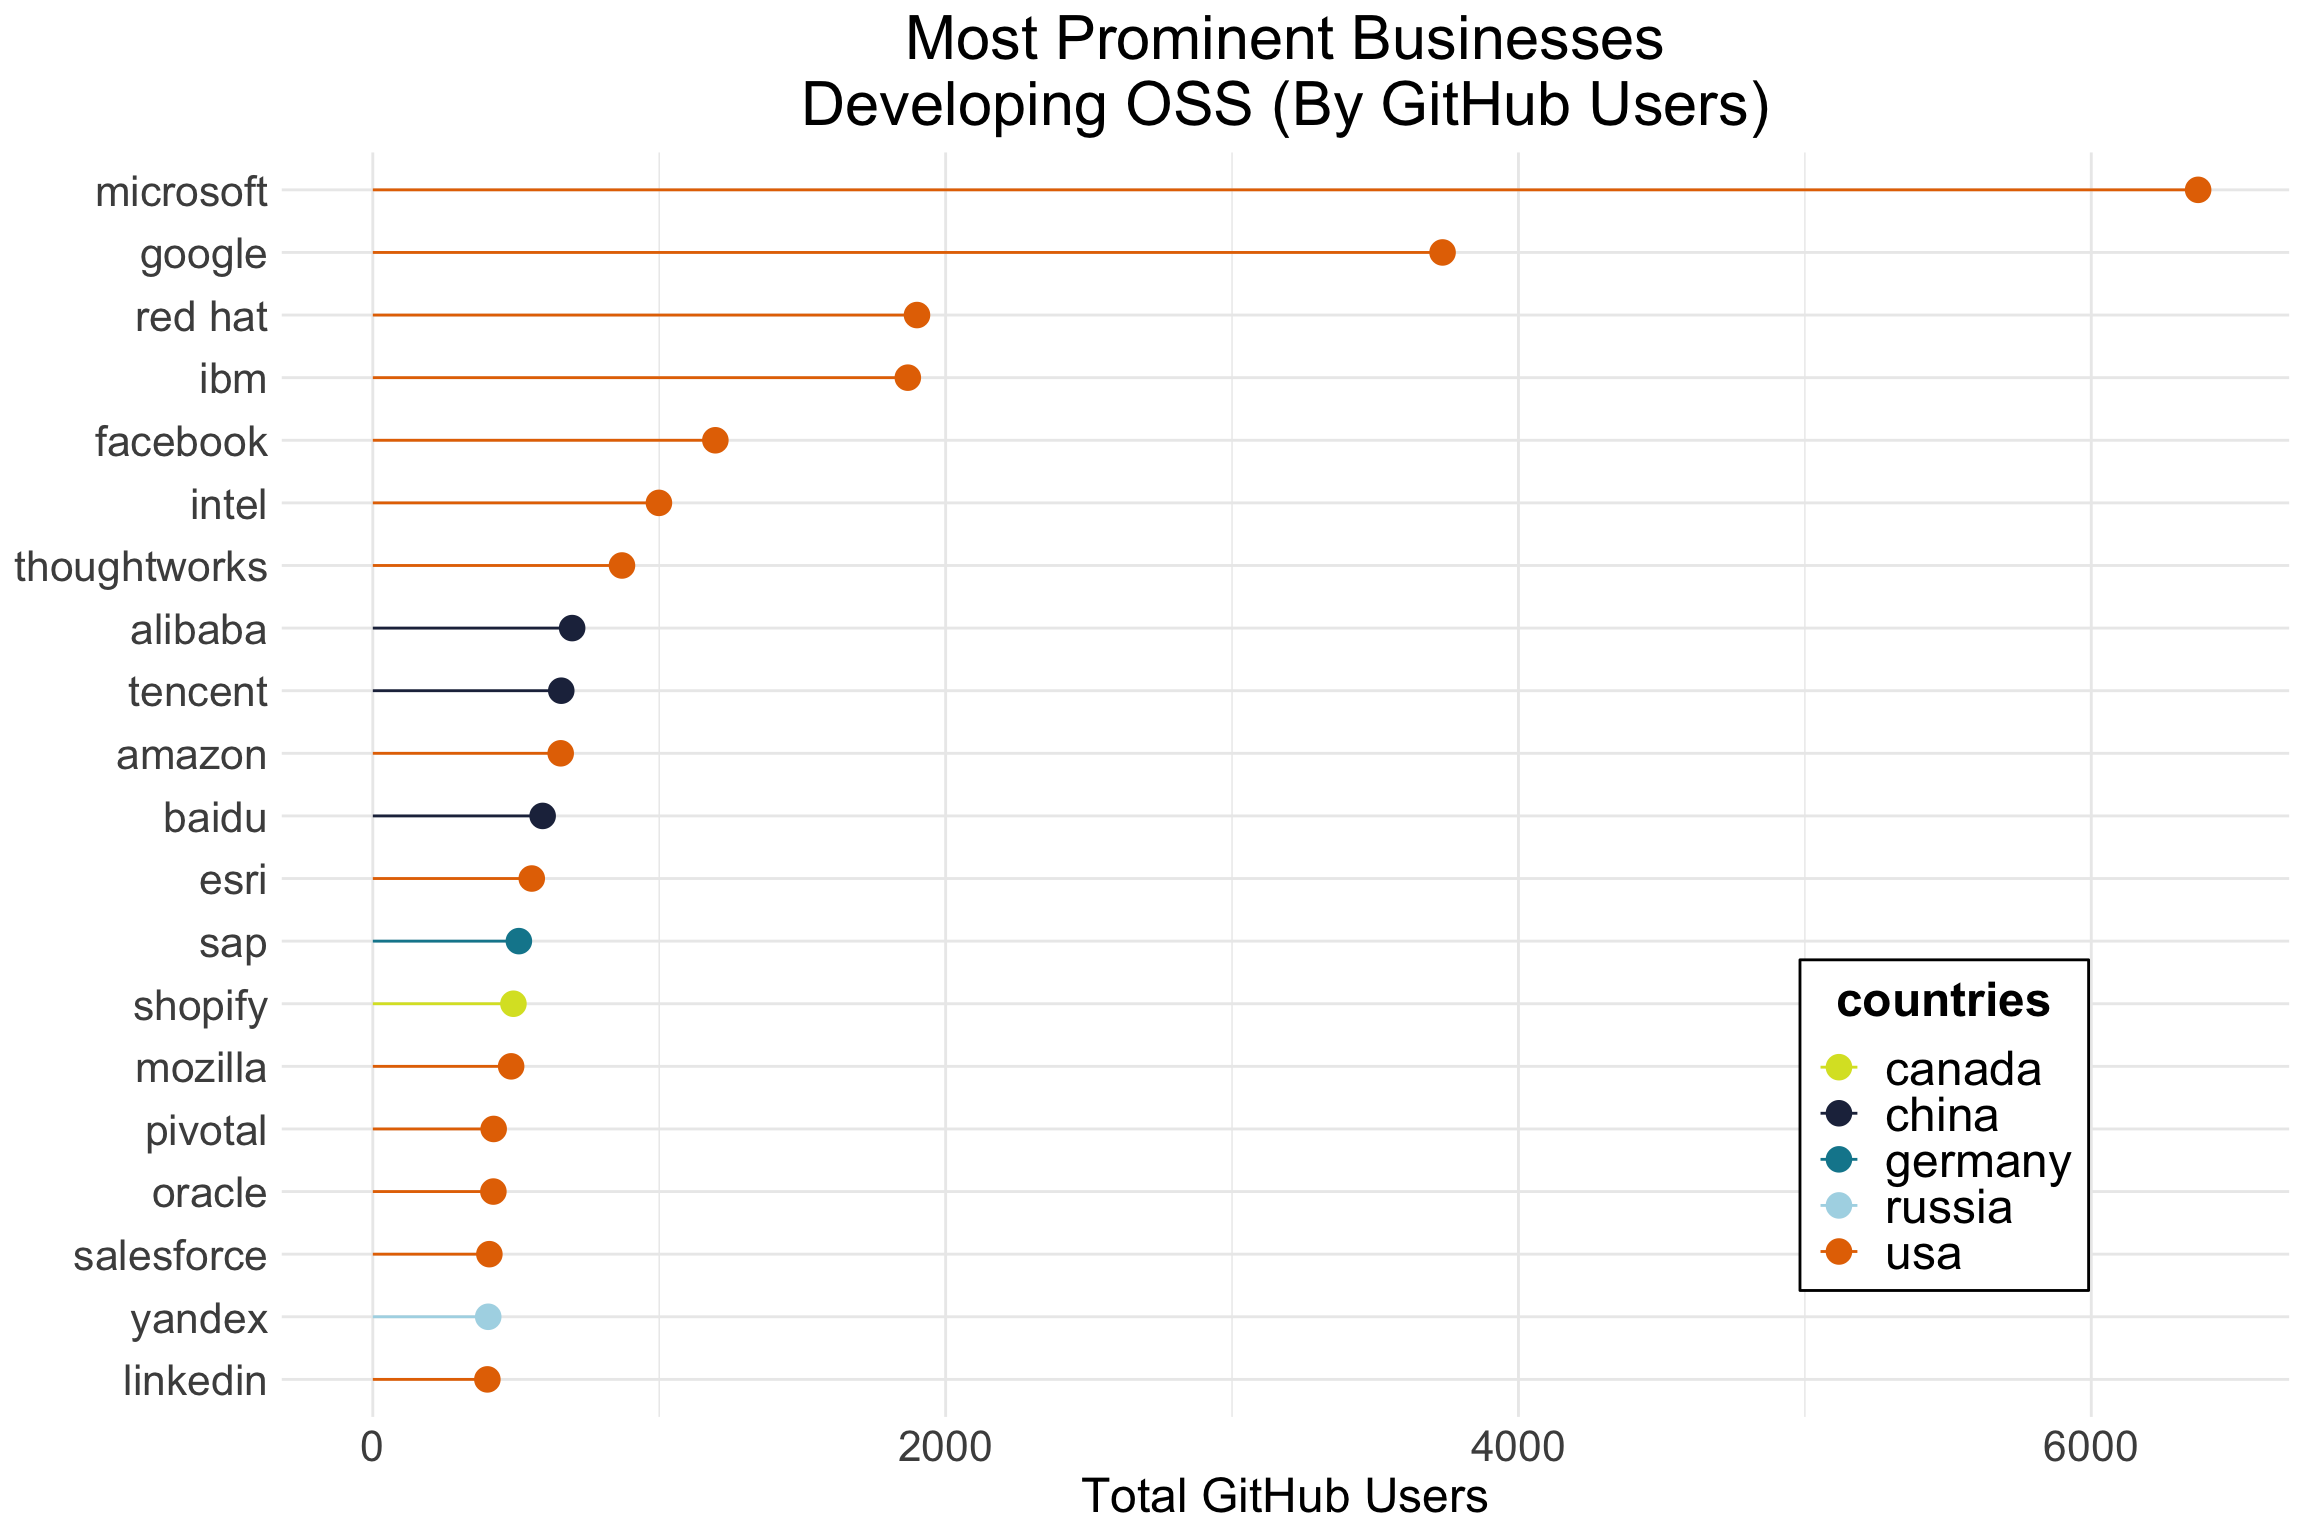 Most Prominent Businesses
Developing OSS (By GitHub Users)
microsoft
google
red hat
ibm
facebook
intel
thoughtworks
alibaba
tencent
amazon
baidu
esri
sap
shopify
mozilla
pivotal
oracle
salesforce
yandex
linkedin
countries
canada
china
germany
russia
usa
0 2000 4000 6000
Total GitHub Users